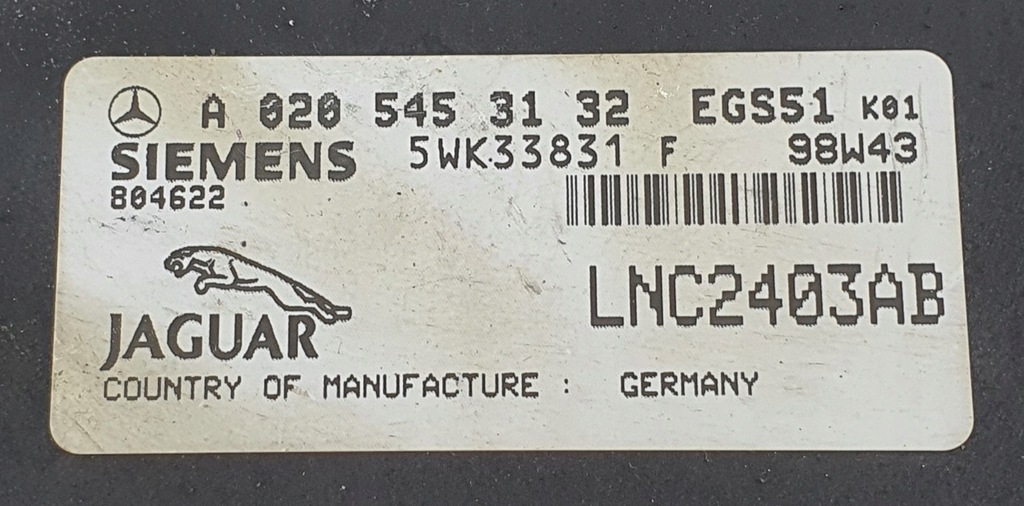 A 020 545 31 32 EGS51 K01
SIEMENS 5WK33831 F 98W43
804622
LNC2403AB
JAGUAR
COUNTRY OF MANUFACTURE : GERMANY